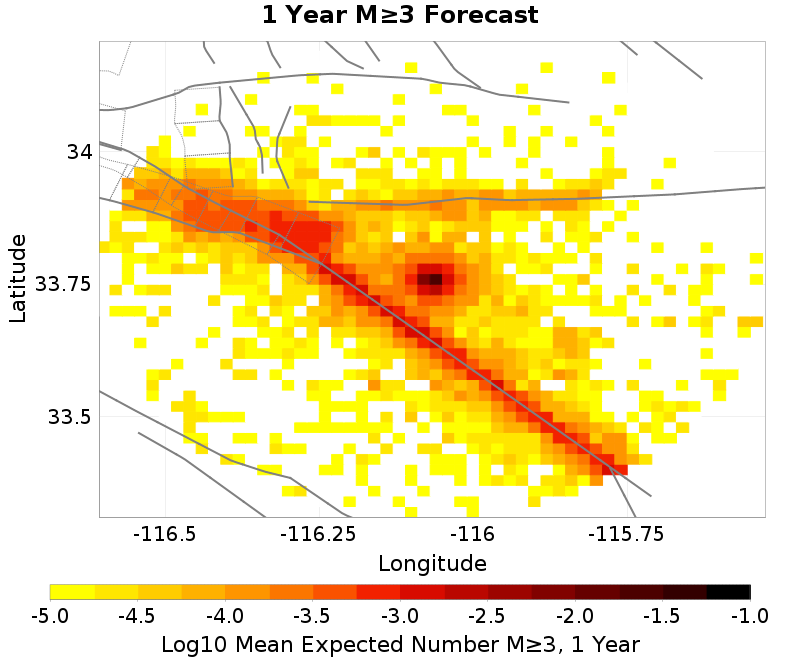 1 Year M≥3 Forecast
Latitude
34
33.75
33.5
-116.5 -116.25 -116 -115.75
Longitude
-5.0 -4.5 -4.0 -3.5 -3.0 -2.5 -2.0 -1.5 -1.0
Log10 Mean Expected Number M≥3, 1 Year